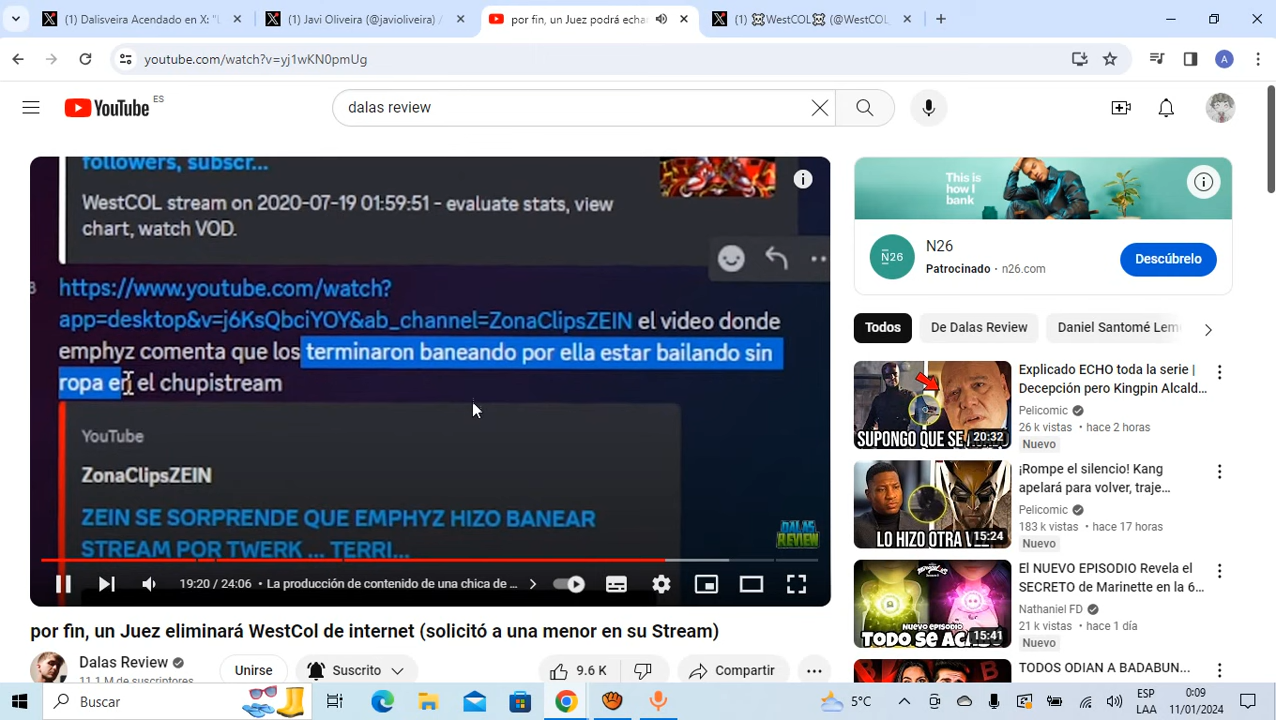 (1) Dalisveira Acendado en X: "L
(1) Javi Oliveira (@javioliveira) /
por fin, un Juez podrá echa
(1) ☠️WestCOL☠️ (@WestCOL_
youtube.com/watch?v=yj1wKN0pmUg
A
YouTube ES
dalas review
followers, subscr...
WestCOL stream on 2020-07-19 01:59:51 - evaluate stats, view
chart, watch VOD.
https://www.youtube.com/watch?
app=desktop&v=j6KsQbciYOY&ab_channel=ZonaClipsZEIN el video donde
emphyz comenta que los terminaron baneando por ella estar bailando sin
ropa en el chupistream
YouTube
ZonaClipsZEIN
ZEIN SE SORPRENDE QUE EMPHYZ HIZO BANEAR
STREAM POR TWERK ... TERRI...
DALAS
REVIEW
19:20 / 24:06 • La producción de contenido de una chica de ...
por fin, un Juez eliminará WestCol de internet (solicitó a una menor en su Stream)
Dalas Review
11.1 M de suscriptores
Unirse
Suscrito
9.6 K
Compartir
This is
how I
bank
N26
N26
Patrocinado • n26.com
Descúbrelo
Todos
De Dalas Review
Daniel Santomé Lem
Explicado ECHO toda la serie |
Decepción pero Kingpin Alcald...
Pelicomic
26 k vistas • hace 2 horas
Nuevo
SUPONGO QUE SE
20:32
¡Rompe el silencio! Kang
apelará para volver, traje...
Pelicomic
183 k vistas • hace 17 horas
Nuevo
LO HIZO OTRA
15:24
El NUEVO EPISODIO Revela el
SECRETO de Marinette en la 6...
Nathaniel FD
21 k vistas • hace 1 día
Nuevo
NUEVO EPISODIO
TODO SE ACA
15:41
TODOS ODIAN A BADABUN...
Buscar
5°C
ESP
LAA
0:09
11/01/2024